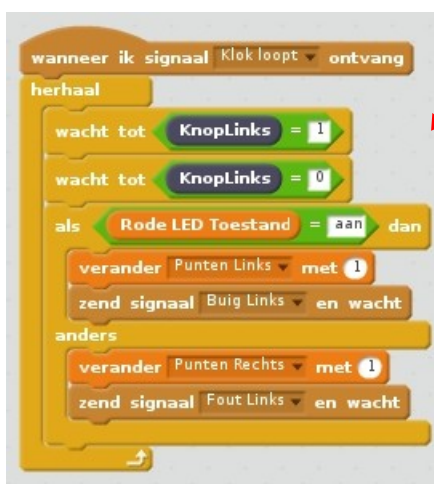 wanneer ik signaal Klok loopt ontvang
herhaal
wacht tot KnopLinks = 1
wacht tot KnopLinks = 0
als Rode LED Toestand = aan dan
verander Punten Links met 1
zend signaal Buig Links en wacht
anders
verander Punten Rechts met 1
zend signaal Fout Links en wacht